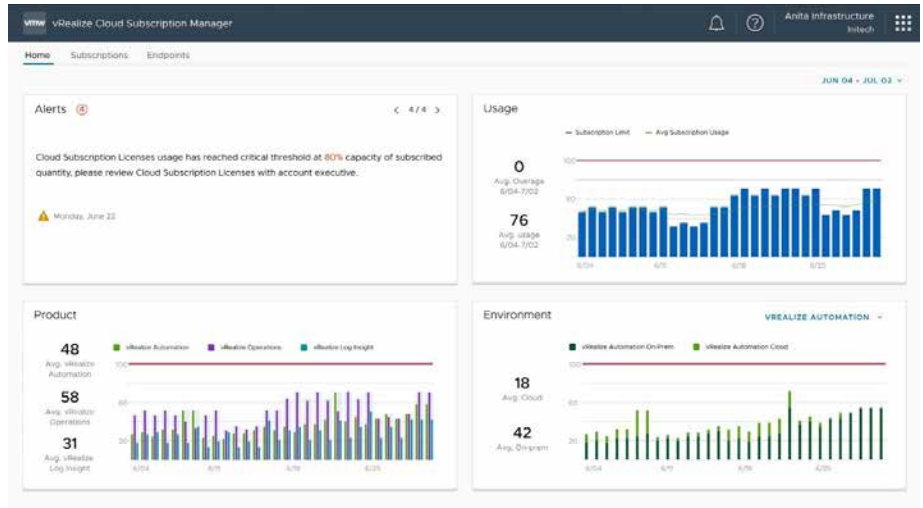 vmw vRealize Cloud Subscription Manager
Anita Infrastructure
Initech
Home Subscriptions Endpoints
JUN 04 - JUL 02
Alerts 4
4/4
Cloud Subscription Licenses usage has reached critical threshold at 80% capacity of subscribed
quantity, please review Cloud Subscription Licenses with account executive.
Monday, June 22
Usage
Subscription Limit Avg Subscription Usage
0
Avg. Overage
6/04-7/02
76
Avg. usage
6/04-7/02
100
60
20
6/04 6/11 6/18 6/25
Product
vRealize Automation vRealize Operations vRealize Log Insight
48
Avg. vRealize
Automation
58
Avg. vRealize
Operations
31
Avg. vRealize
Log Insight
100
60
20
6/04 6/11 6/18 6/25
Environment
VREALIZE AUTOMATION
vRealize Automation On-Prem vRealize Automation Cloud
18
Avg. Cloud
42
Avg. On-prem
100
60
20
6/04 6/11 6/18 6/25